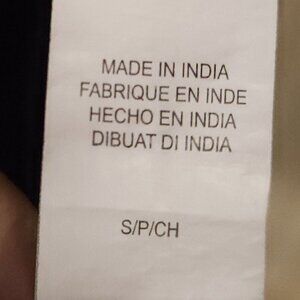 MADE IN INDIA
FABRIQUE EN INDE
HECHO EN INDIA
DIBUAT DI INDIA
S/P/CH